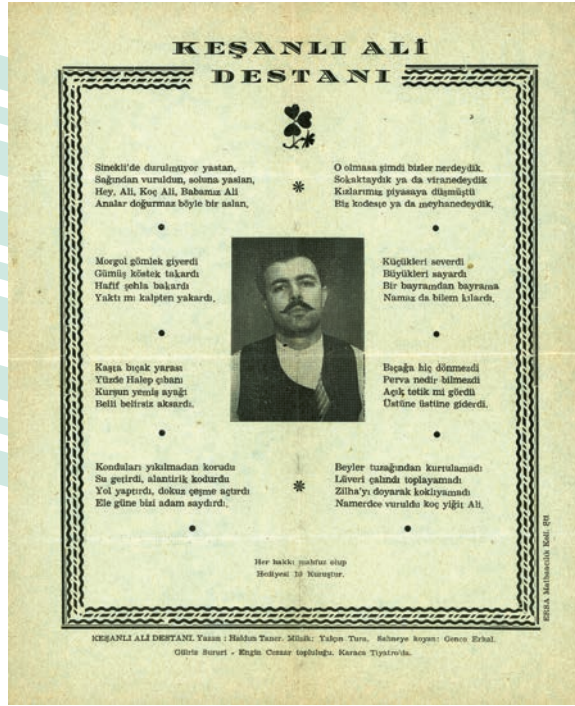 KEŞANLI ALİ
DESTANI
Sinekli'de durulmuyor yastan,
Sağından vuruldun, soluna yaslan,
Hey, Ali, Koç Ali, Babamız Ali
Analar doğurmaz böyle bir aslan,
Morgol gömlek giyerdi
Gümüş köstek takardı
Hafif şehla bakardı
Yaktı mı kalpten yakardı,
Kaşta bıçak yarası
Yüzde Halep çıbanı
Kurşun yemiş ayağı
Belli belirsiz aksardı.
Konduları yıkılmadan korudu
Su getirdi, alantirik kodurdu
Yol yaptırdı, dokuz çeşme açtırdı
Ele güne bizi adam saydırdı.
O olmasa şimdi bizler nerdeydik.
Sokaktaydık ya da viranedeydik
Kızlarımız piyasaya düşmüştü
Biz kodeste ya da meyhanedeydik,
Küçükleri severdi
Büyükleri sayardı
Bir bayramdan bayrama
Namaz da bilem kılardı,
Bıçağa hiç dönmezdi
Perva nedir bilmezdi
Açık tetik mi gördü
Üstüne üstüne giderdi.
Beyler tuzağından kurtulamadı
Lüveri çalındı toplayamadı
Zilha'yı doyarak koklıyamadı
Namerdce vuruldu koç yiğit Ali,
Her hakkı mahfuz olup
Hediyesi 10 Kuruştur.
ERSA Matbaacılık Koll. Şti
KEŞANLI ALİ DESTANI. Yazan : Haldun Taner. Müzik: Yalçın Tura. Sahneye koyan: Genco Erkal.
Gülriz Sururi - Engin Cezzar topluluğu. Karaca Tiyatro'da.